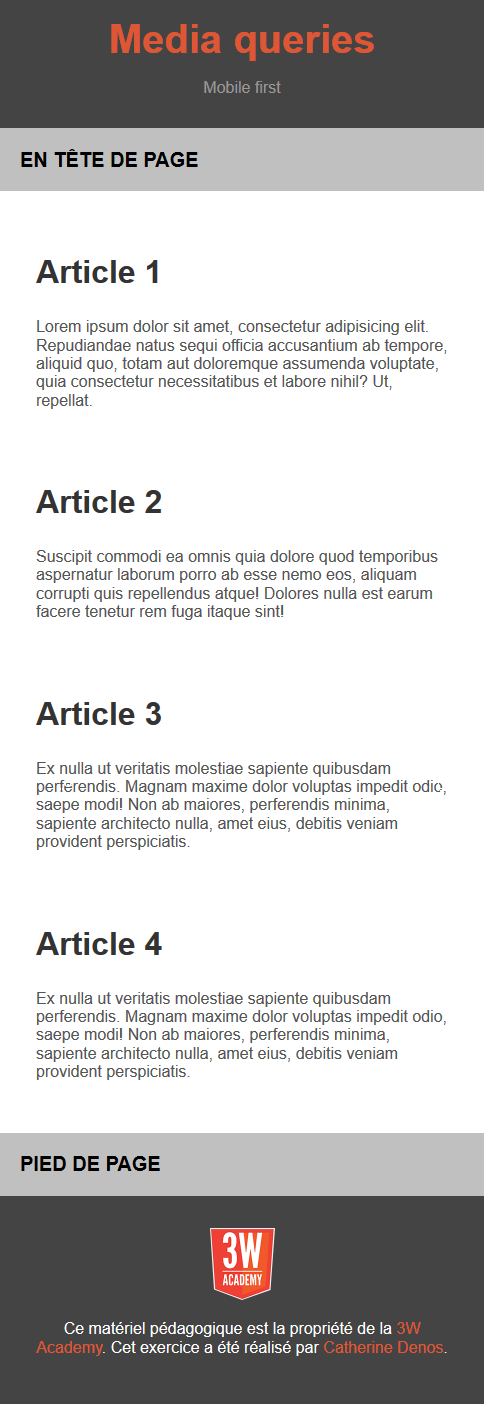 Media queries
Mobile first
EN TÊTE DE PAGE
Article 1
Lorem ipsum dolor sit amet, consectetur adipisicing elit.
Repudiandae natus sequi officia accusantium ab tempore,
aliquid quo, totam aut doloremque assumenda voluptate,
quia consectetur necessitatibus et labore nihil? Ut,
repellat.
Article 2
Suscipit commodi ea omnis quia dolore quod temporibus
aspernatur laborum porro ab esse nemo eos, aliquam
corrupti quis repellendus atque! Dolores nulla est earum
facere tenetur rem fuga itaque sint!
Article 3
Ex nulla ut veritatis molestiae sapiente quibusdam
perferendis. Magnam maxime dolor voluptas impedit odio,
saepe modi! Non ab maiores, perferendis minima,
sapiente architecto nulla, amet eius, debitis veniam
provident perspiciatis.
Article 4
Ex nulla ut veritatis molestiae sapiente quibusdam
perferendis. Magnam maxime dolor voluptas impedit odio,
saepe modi! Non ab maiores, perferendis minima,
sapiente architecto nulla, amet eius, debitis veniam
provident perspiciatis.
PIED DE PAGE
3W
ACADEMY
Ce matériel pédagogique est la propriété de la 3W
Academy. Cet exercice a été réalisé par Catherine Denos.